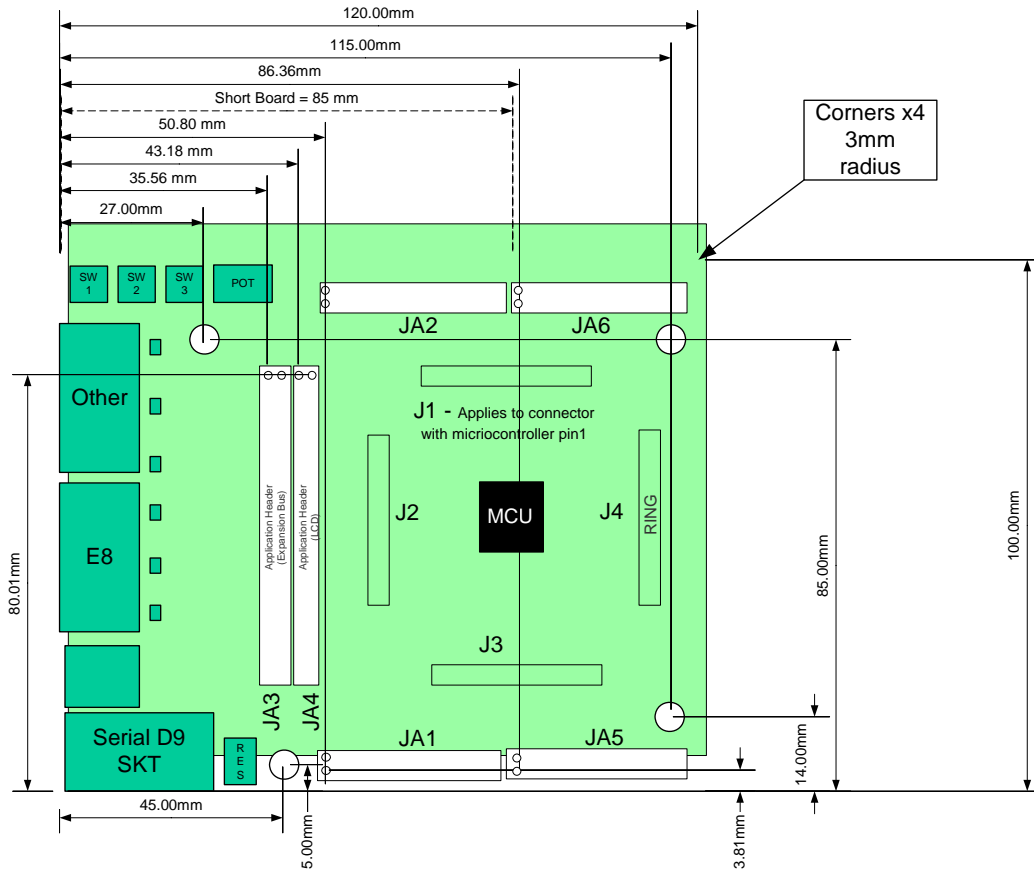 120.00mm
115.00mm
86.36mm
Short Board = 85 mm
50.80 mm
43.18 mm
35.56 mm
27.00mm
Corners x4
3mm
radius
SW
1
SW
2
SW
3
POT
JA2
JA6
Other
J1 - Applies to connector
with micriocontroller pin1
Application Header
(Expansion Bus)
Application Header
(LCD)
J2
MCU
J4
RING
E8
80.01mm
85.00mm
100.00mm
J3
JA3
JA4
Serial D9
SKT
R
E
S
JA1
JA5
14.00mm
45.00mm
5.00mm
3.81mm